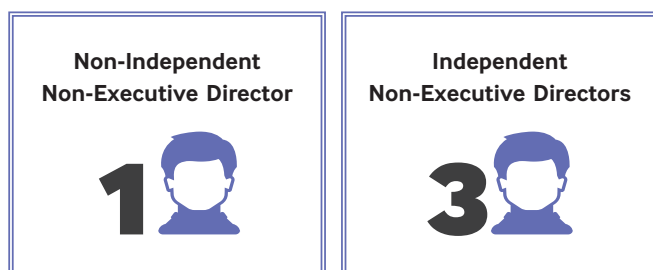 Non-Independent
Non-Executive Director
1
Independent
Non-Executive Directors
3